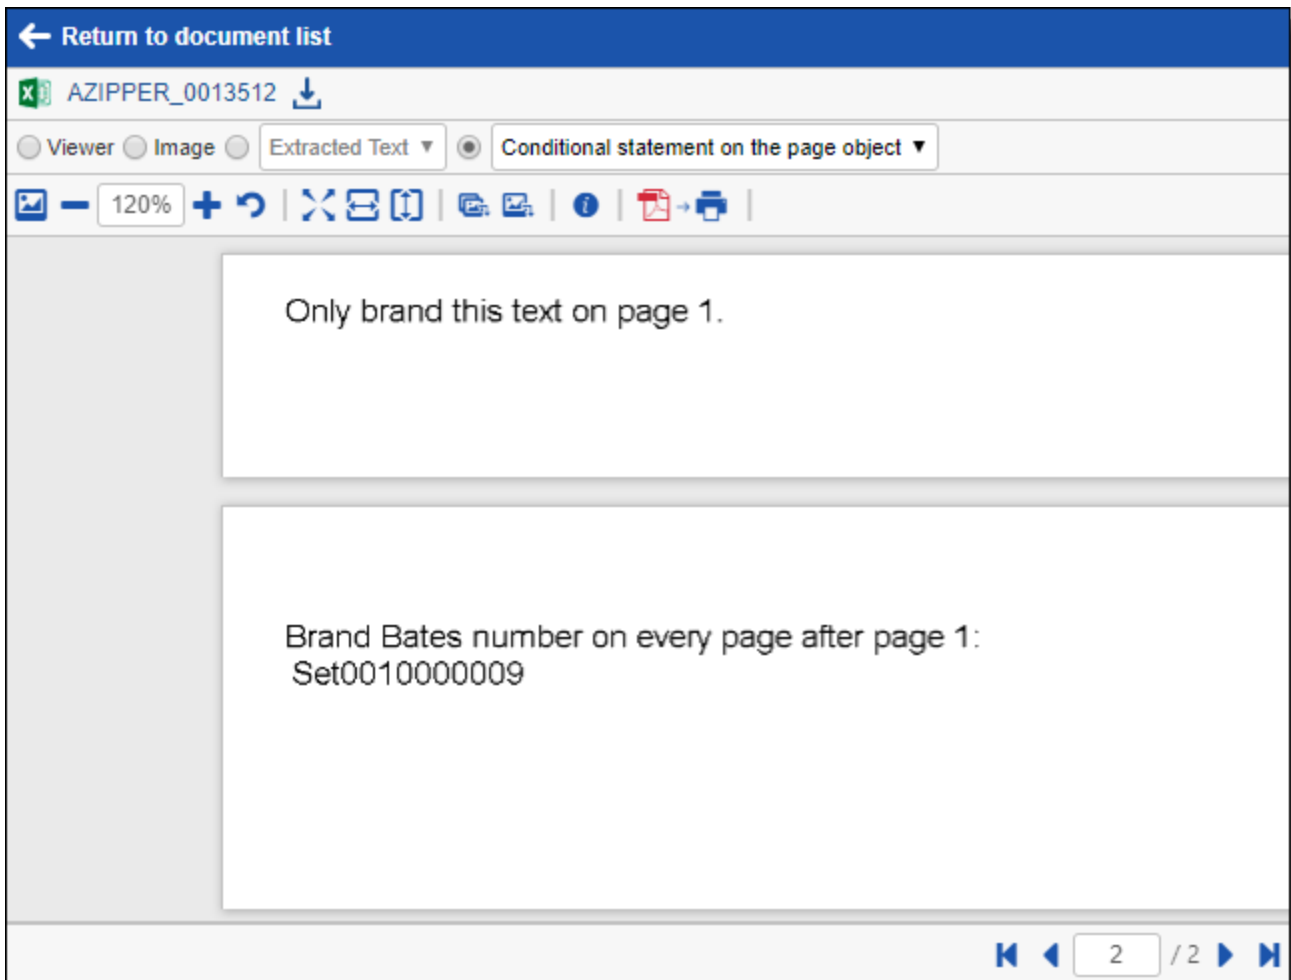 Return to document list
AZIPPER_0013512
Viewer Image Extracted Text ▼ Conditional statement on the page object ▼
120%
Only brand this text on page 1.
Brand Bates number on every page after page 1:
Set0010000009
2 / 2